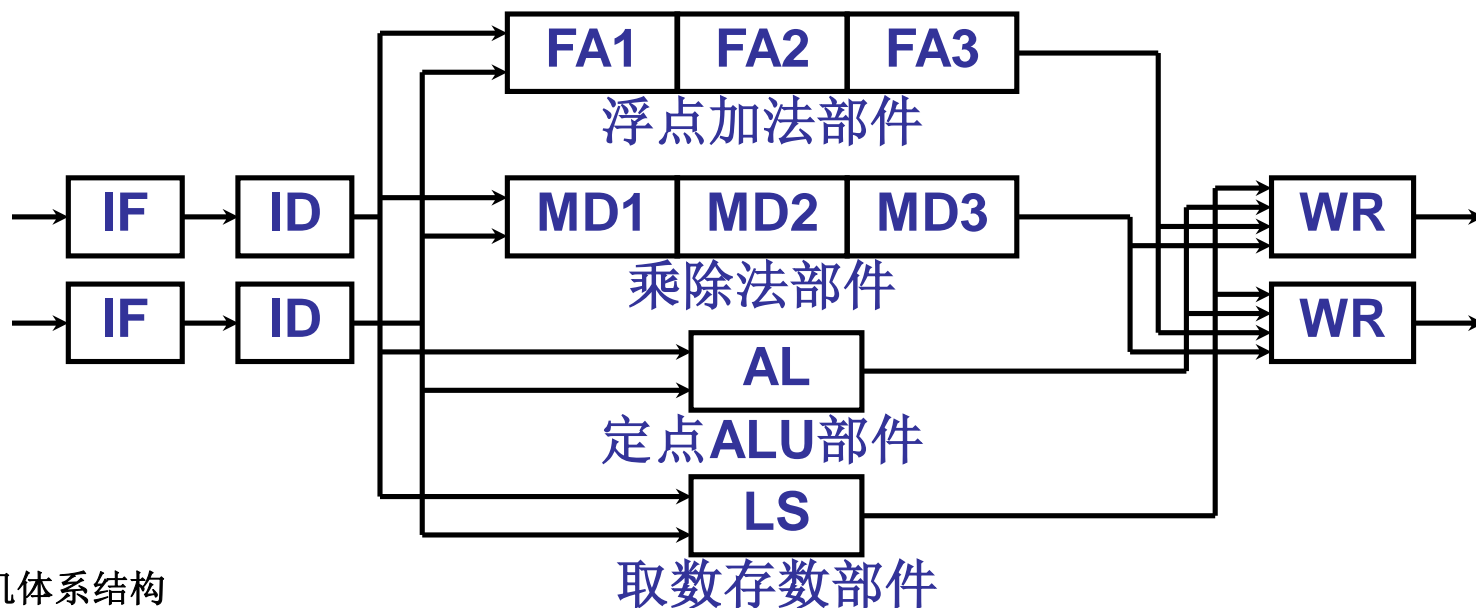 FA1 FA2 FA3
浮点加法部件
IF ID MD1 MD2 MD3 WR
乘除法部件
IF ID WR
AL
定点ALU部件
LS
取数存数部件
机体系结构